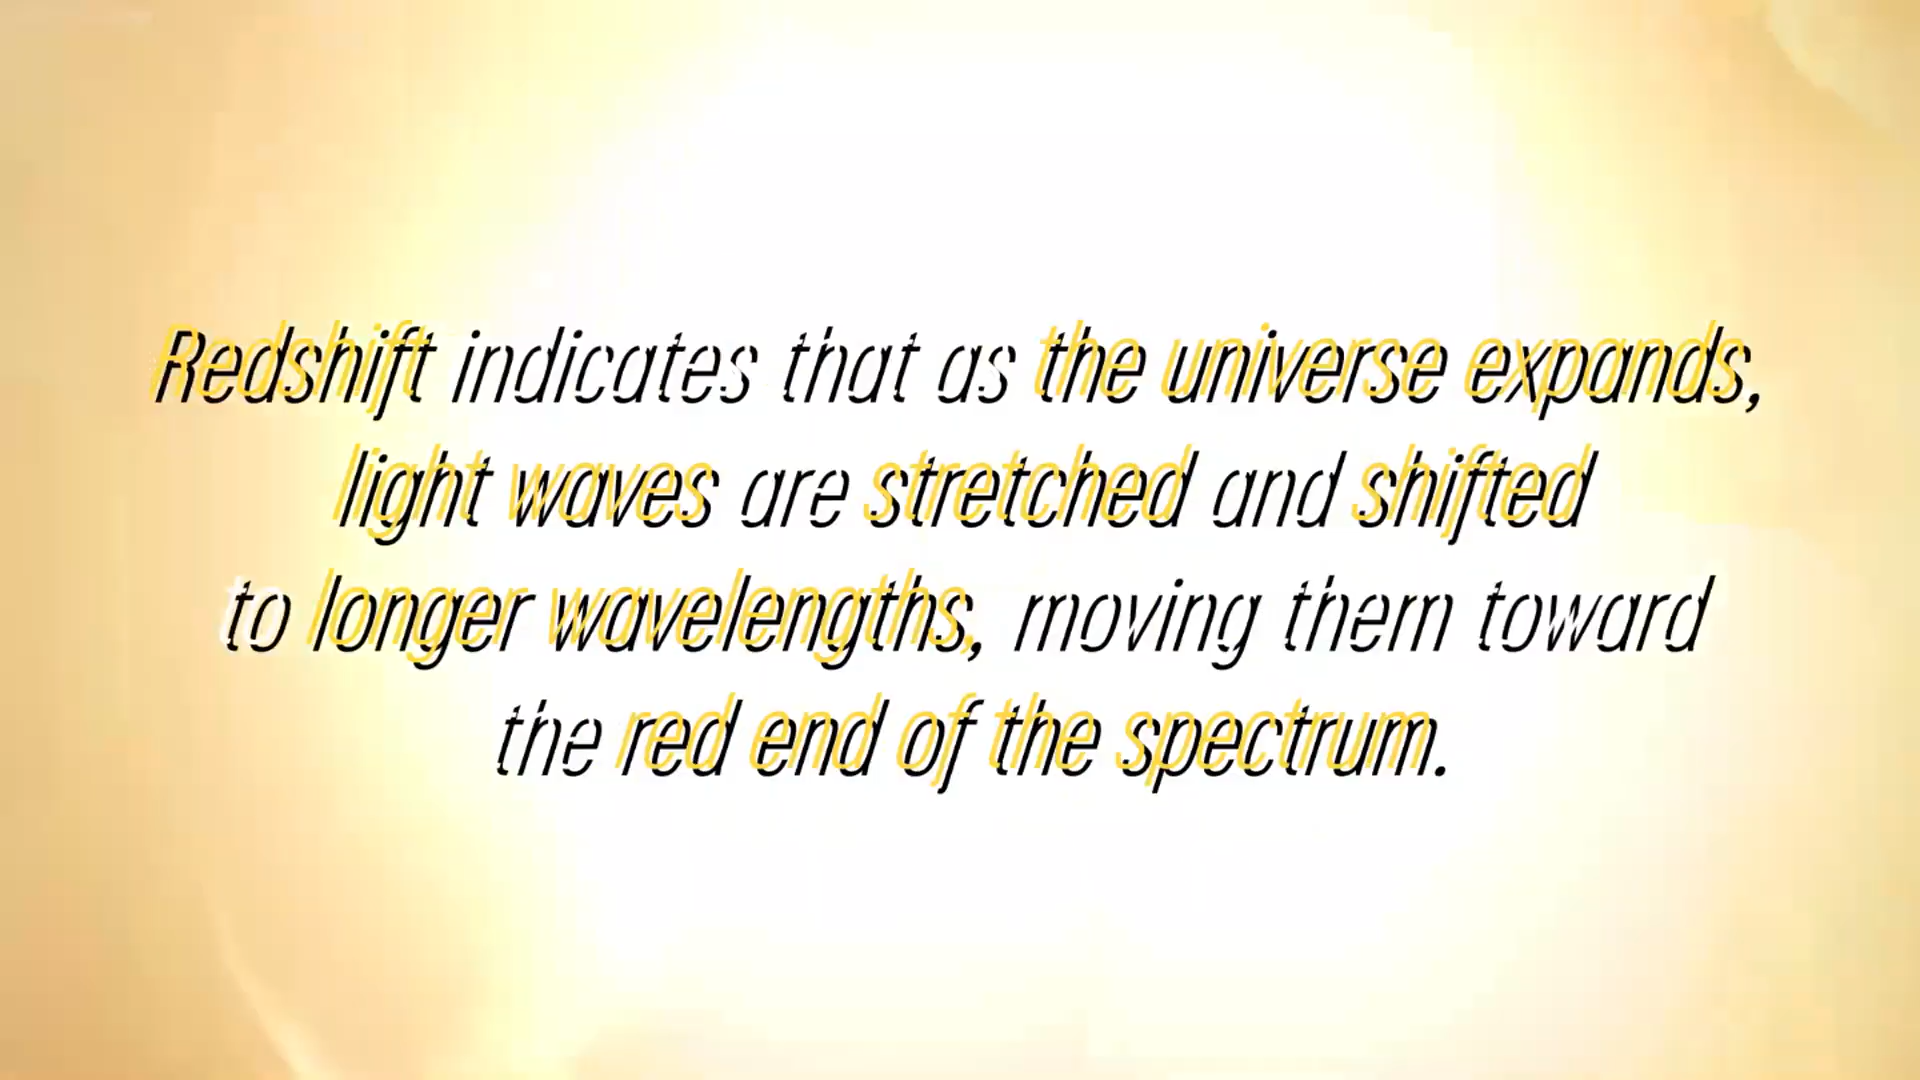 Redshift indicates that as the universe expands,
light waves are stretched and shifted
to longer wavelengths, moving them toward
the red end of the spectrum.